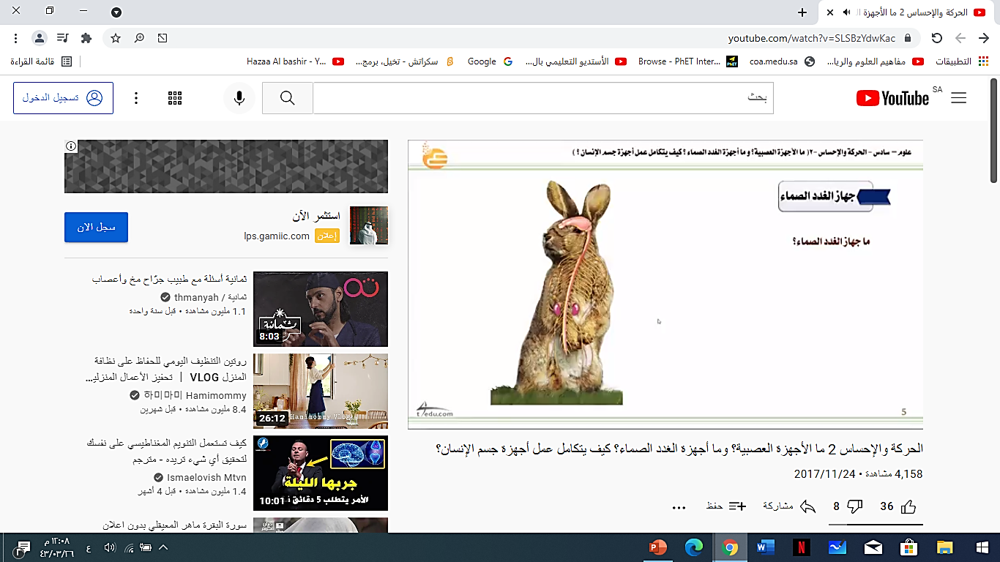 الحركة والإحساس 2 ما الأجهزة ال
youtube.com/watch?v=SLSBzYdwKac
التطبيقات
مفاهيم العلوم والريا...
coa.medu.sa
Browse - PhET Inter...
الأستديو التعليمي بال...
Google
سكراتش - تخيل، برمج...
Hazaa Al bashir - Y...
قائمة القراءة
YouTube SA
بحث
تسجيل الدخول
علوم – سادس – الحركة والإحساس -٢( ما الأجهزة العصبية؟ و ما أجهزة الغدد الصماء ؟ كيف يتكامل عمل أجهزة جسم الإنسان ؟ )
جهاز الغدد الصماء
ما جهاز الغدد الصماء؟
t4edu.com
5
الحركة والإحساس 2 ما الأجهزة العصبية؟ وما أجهزة الغدد الصماء؟ كيف يتكامل عمل أجهزة جسم الإنسان؟
4,158 مشاهدة • 2017/11/24
36
8
مشاركة
حفظ
استثمر الآن
إعلان lps.gamiic.com
سجل الان
ثمانية أسئلة مع طبيب جرّاح مخ وأعصاب
ثمانية / thmanyah
1.1 مليون مشاهدة • قبل سنة واحدة
ثمانية
8:03
روتين التنظيف اليومي للحفاظ على نظافة
المنزل VLOG | تحفيز الأعمال المنزلي...
하미마미 Hamimommy
8.4 مليون مشاهدة • قبل شهرين
Hamimommy Vlog
26:12
كيف تستعمل التنويم المغناطيسي على نفسك
لتحقيق أي شيء تريده - مترجم
Ismaelovish Mtvn
1.4 مليون مشاهدة • قبل 4 أشهر
جربها الليلة
الأمر يتطلب 5 دقائق
10:01
سورة البقرة ماهر المعيقلي بدون اعلان
ع
١٢:٠٨ م
٤٣/٠٣/٢٦